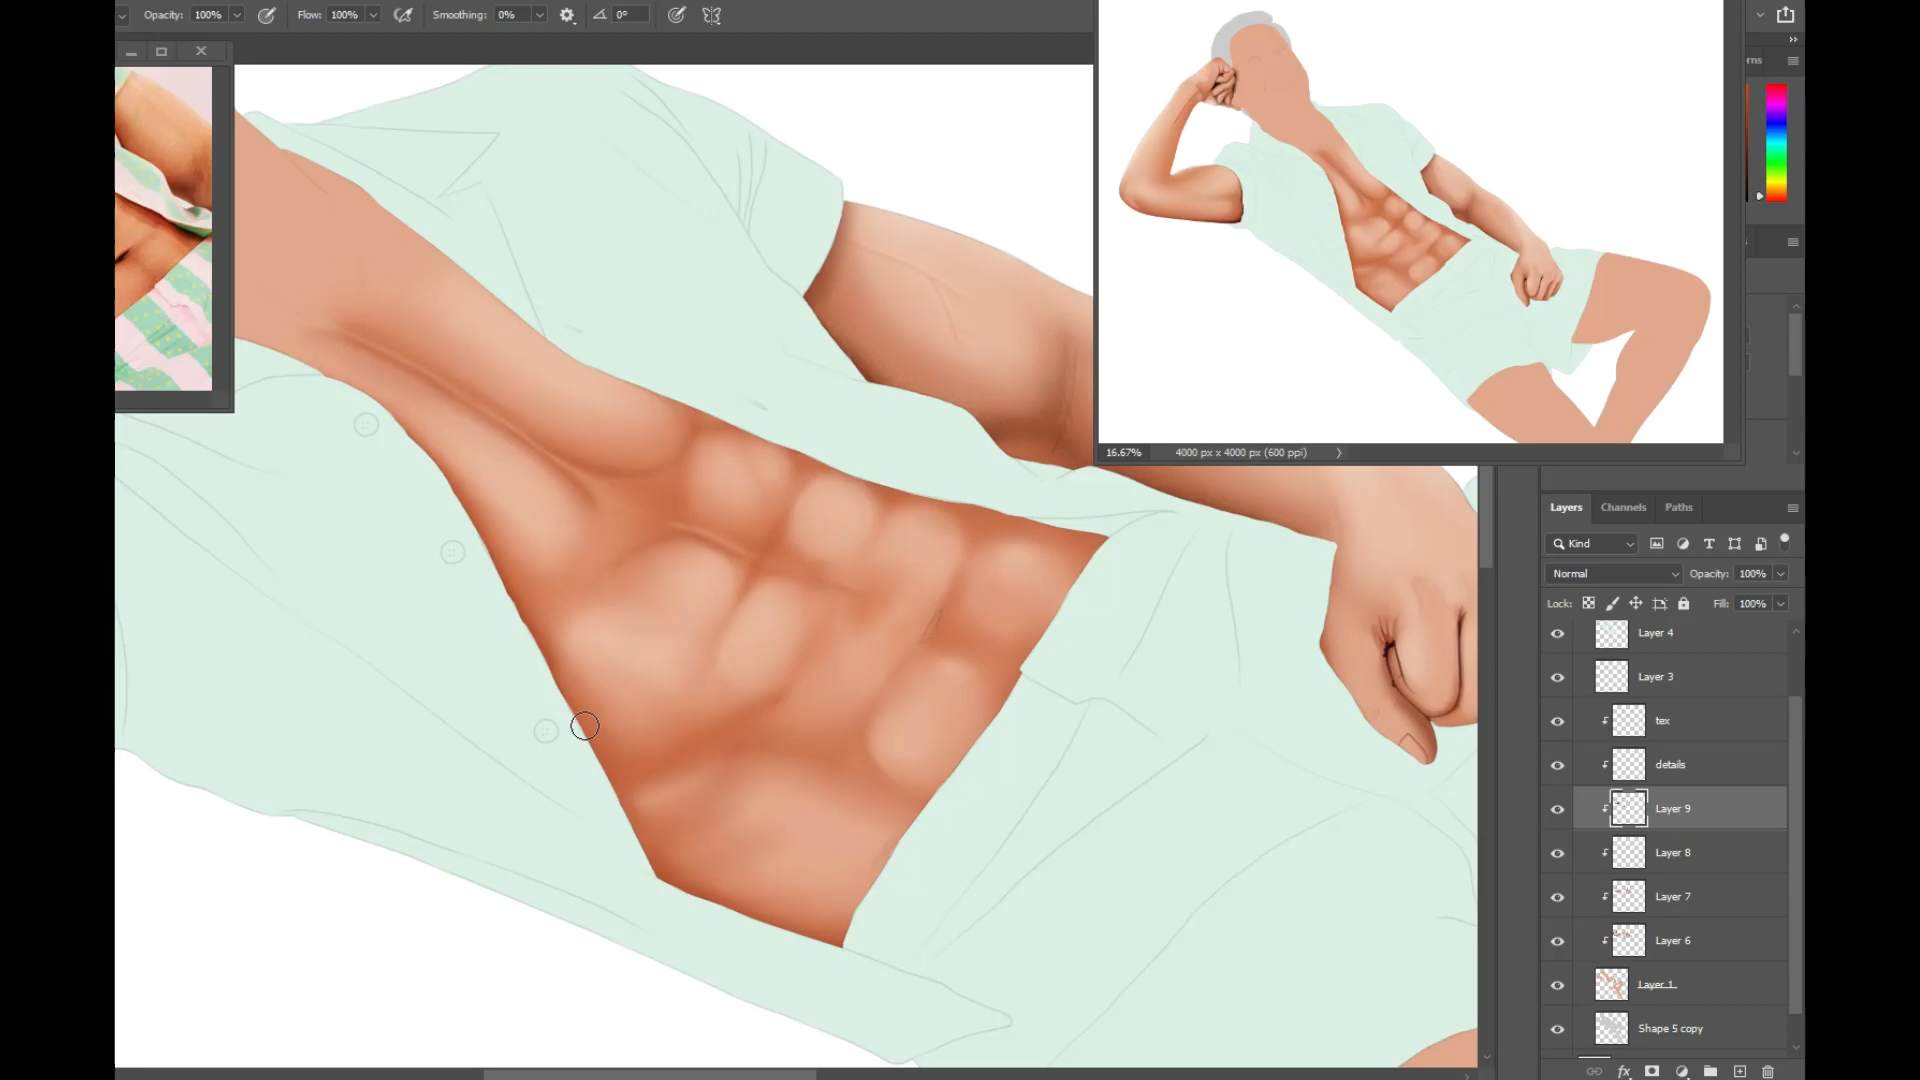 Opacity: 100% Flow: 100% Smoothing: 0% 0°
16.67% 4000 px x 4000 px (600 ppi)
Layers Channels Paths
Kind
Normal Opacity: 100%
Lock: Fill: 100%
Layer 4
Layer 3
tex
details
Layer 9
Layer 8
Layer 7
Layer 6
Layer 1
Shape 5 copy